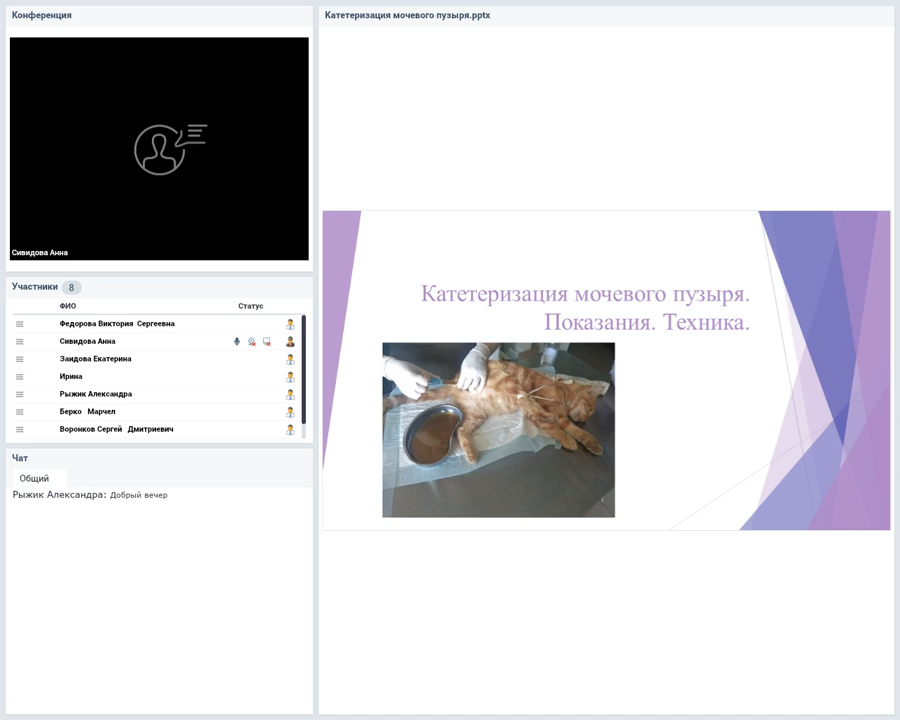 Конференция
Сивидова Анна
Участники 8
ФИО Статус
Федорова Виктория Сергеевна
Сивидова Анна
Заидова Екатерина
Ирина
Рыжик Александра
Берко Марчел
Воронков Сергей Дмитриевич
Чат
Общий
Рыжик Александра: Добрый вечер
Катетеризация мочевого пузыря.pptx
Катетеризация мочевого пузыря.
Показания. Техника.